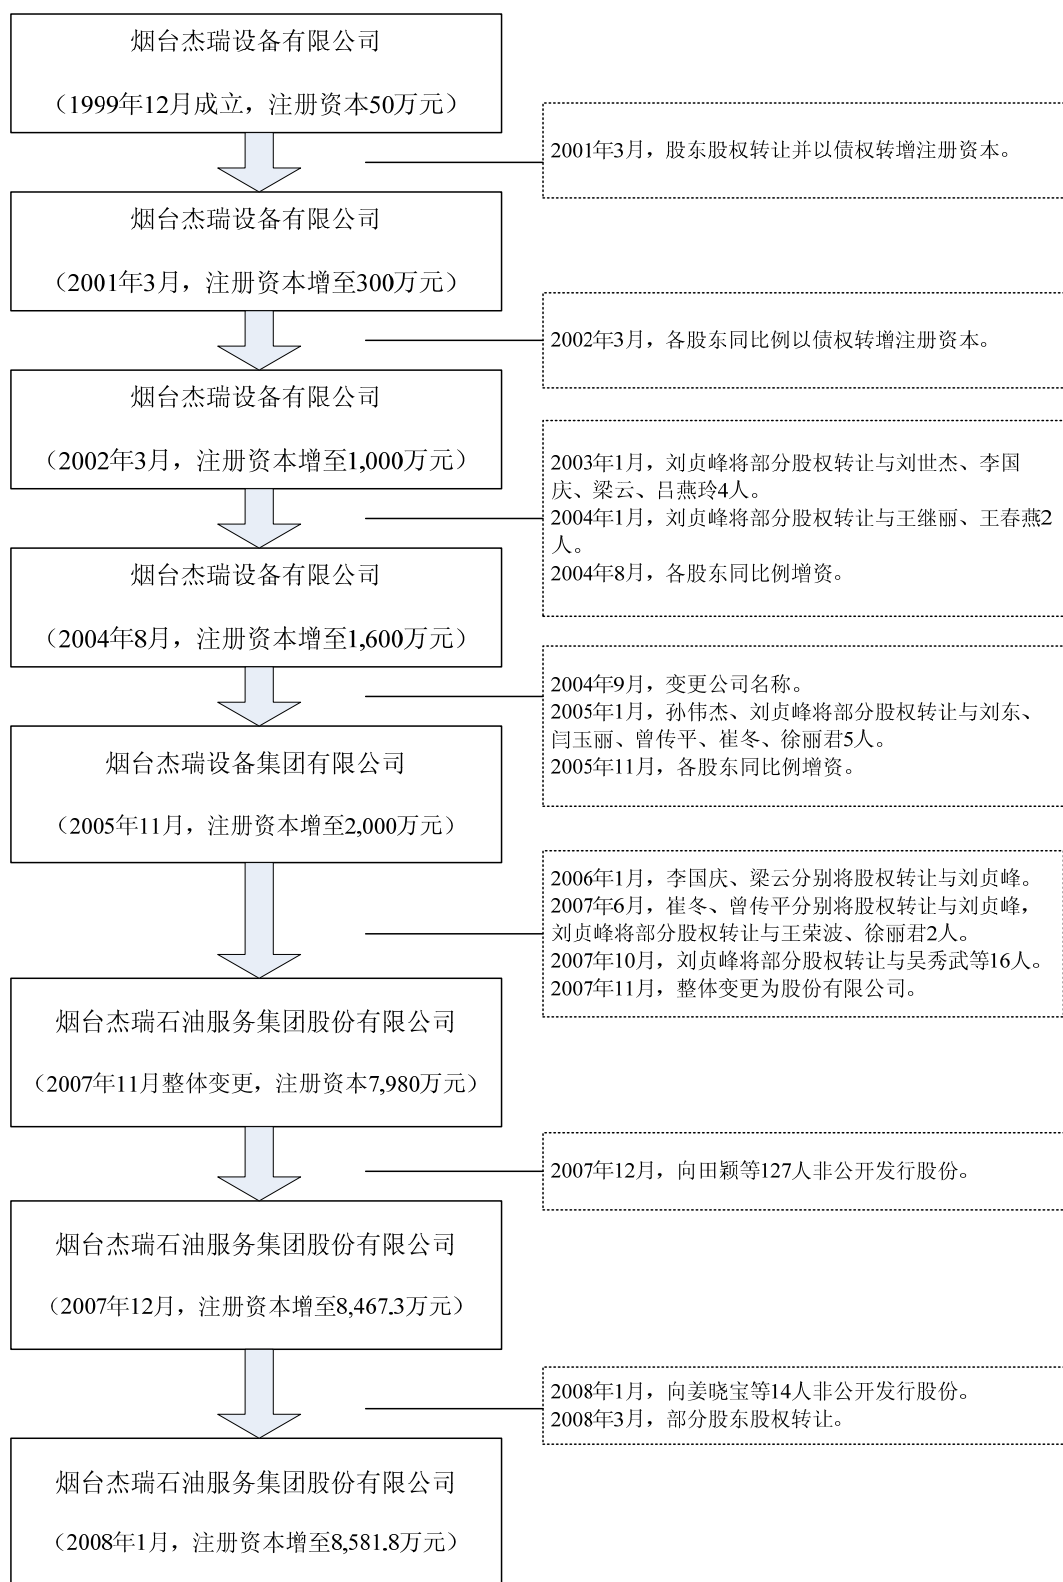 烟台杰瑞设备有限公司
（1999年12月成立，注册资本50万元）
2001年3月，股东股权转让并以债权转增注册资本。
烟台杰瑞设备有限公司
（2001年3月，注册资本增至300万元）
2002年3月，各股东同比例以债权转增注册资本。
烟台杰瑞设备有限公司
（2002年3月，注册资本增至1,000万元）
2003年1月，刘贞峰将部分股权转让与刘世杰、李国
庆、梁云、吕燕玲4人。
2004年1月，刘贞峰将部分股权转让与王继丽、王春燕2
人。
2004年8月，各股东同比例增资。
烟台杰瑞设备有限公司
（2004年8月，注册资本增至1,600万元）
2004年9月，变更公司名称。
2005年1月，孙伟杰、刘贞峰将部分股权转让与刘东、
闫玉丽、曾传平、崔冬、徐丽君5人。
2005年11月，各股东同比例增资。
烟台杰瑞设备集团有限公司
（2005年11月，注册资本增至2,000万元）
2006年1月，李国庆、梁云分别将股权转让与刘贞峰。
2007年6月，崔冬、曾传平分别将股权转让与刘贞峰，
刘贞峰将部分股权转让与王荣波、徐丽君2人。
2007年10月，刘贞峰将部分股权转让与吴秀武等16人。
2007年11月，整体变更为股份有限公司。
烟台杰瑞石油服务集团股份有限公司
（2007年11月整体变更，注册资本7,980万元）
2007年12月，向田颖等127人非公开发行股份。
烟台杰瑞石油服务集团股份有限公司
（2007年12月，注册资本增至8,467.3万元）
2008年1月，向姜晓宝等14人非公开发行股份。
2008年3月，部分股东股权转让。
烟台杰瑞石油服务集团股份有限公司
（2008年1月，注册资本增至8,581.8万元）